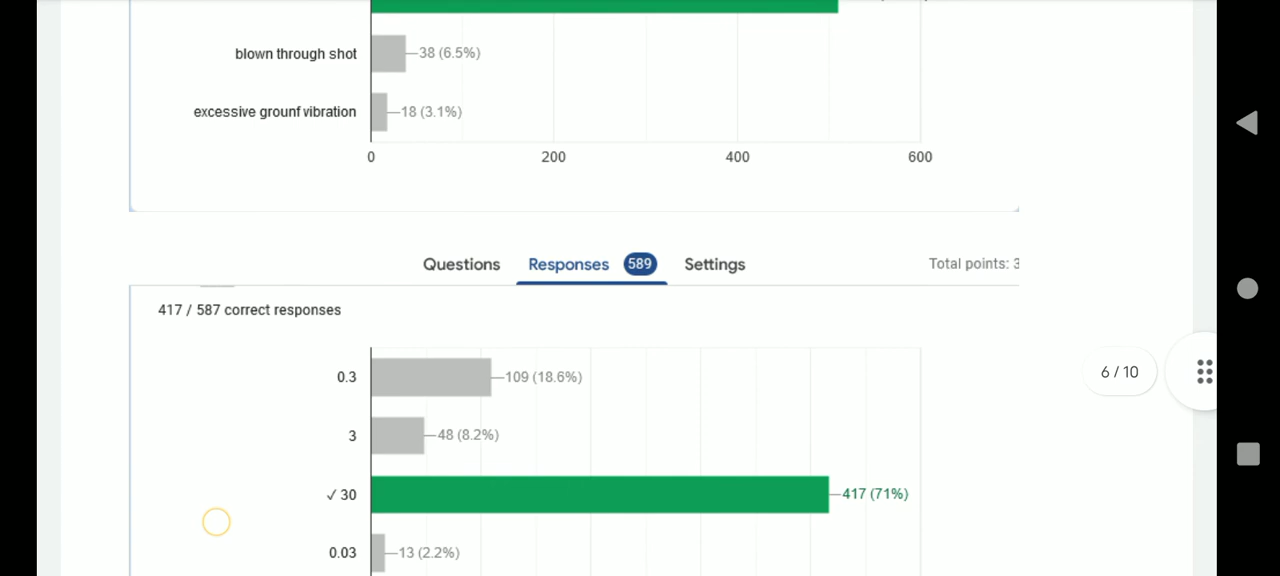 blown through shot
38 (6.5%)
excessive grounf vibration
18 (3.1%)
0 200 400 600
Questions Responses 589 Settings Total points: 3
417 / 587 correct responses
0.3
109 (18.6%)
3
48 (8.2%)
✓ 30
417 (71%)
0.03
13 (2.2%)
6 / 10